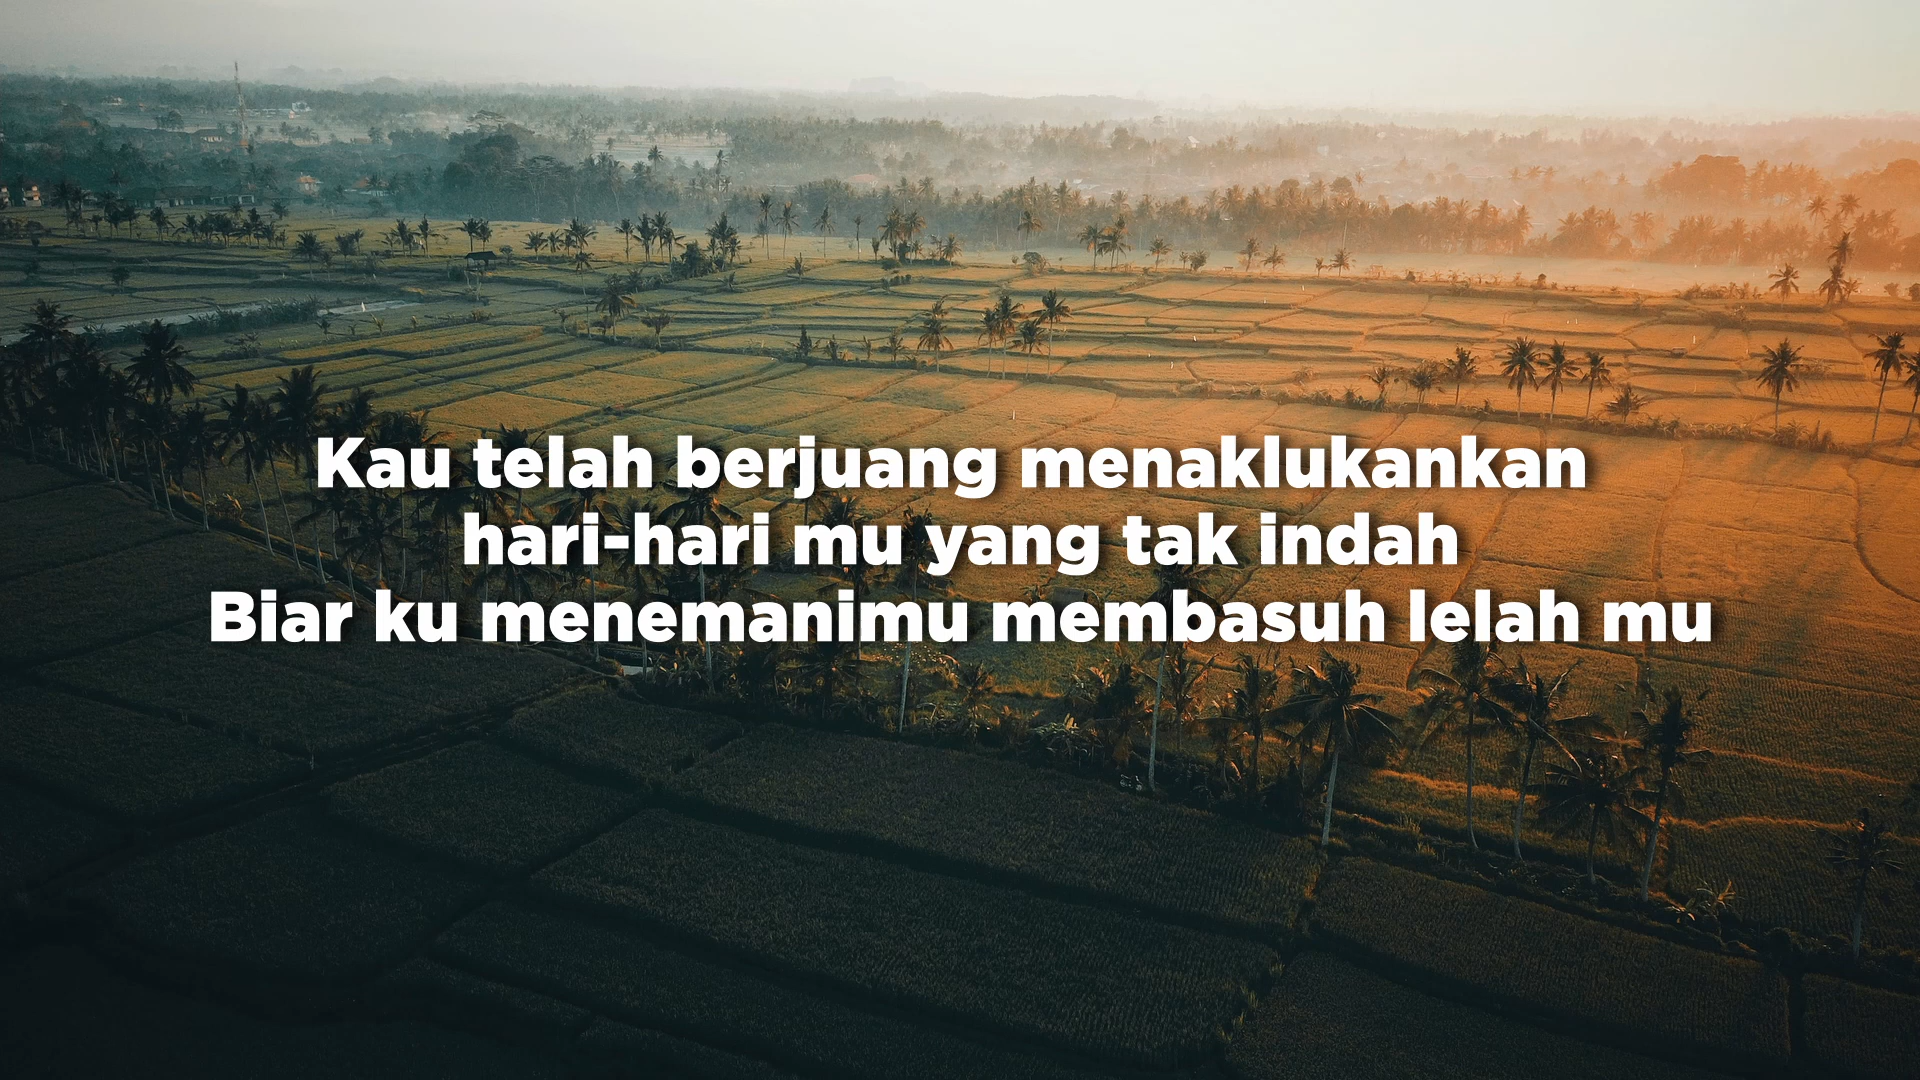 Kau telah berjuang menaklukankan
hari-hari mu yang tak indah
Biar ku menemanimu membasuh lelah mu